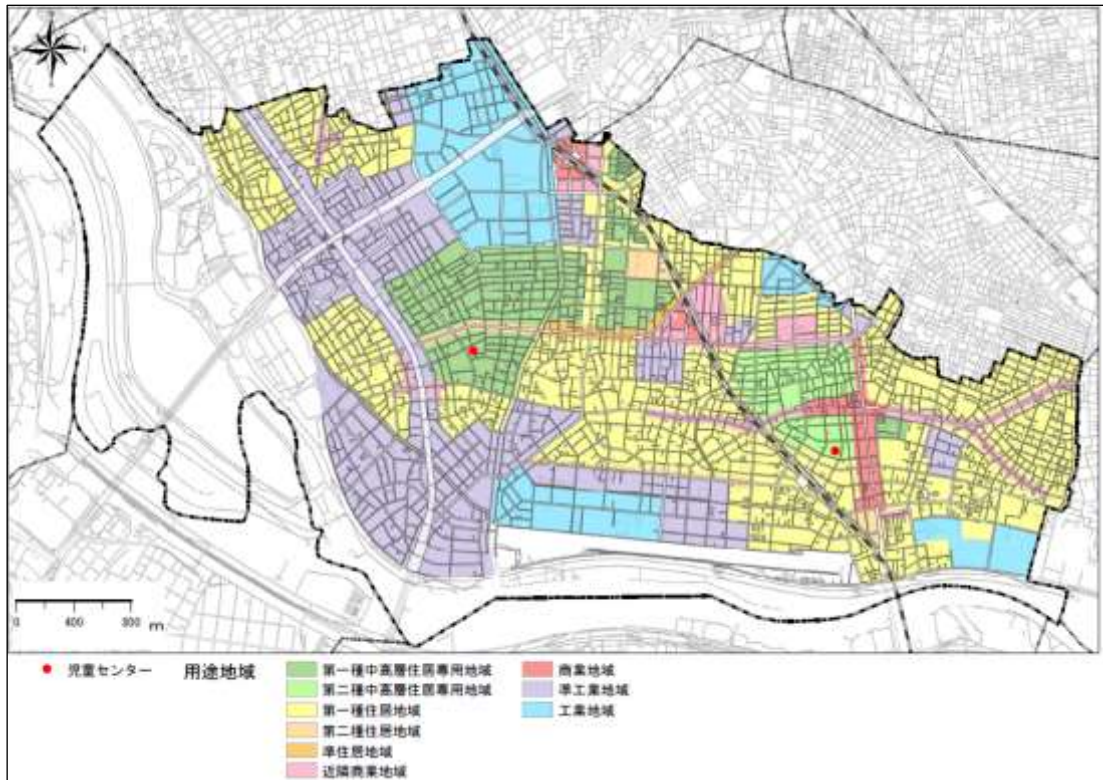 0 400 800 m
児童センター
用途地域
第一種中高層住居専用地域
第二種中高層住居専用地域
第一種住居地域
第二種住居地域
準住居地域
近隣商業地域
商業地域
準工業地域
工業地域